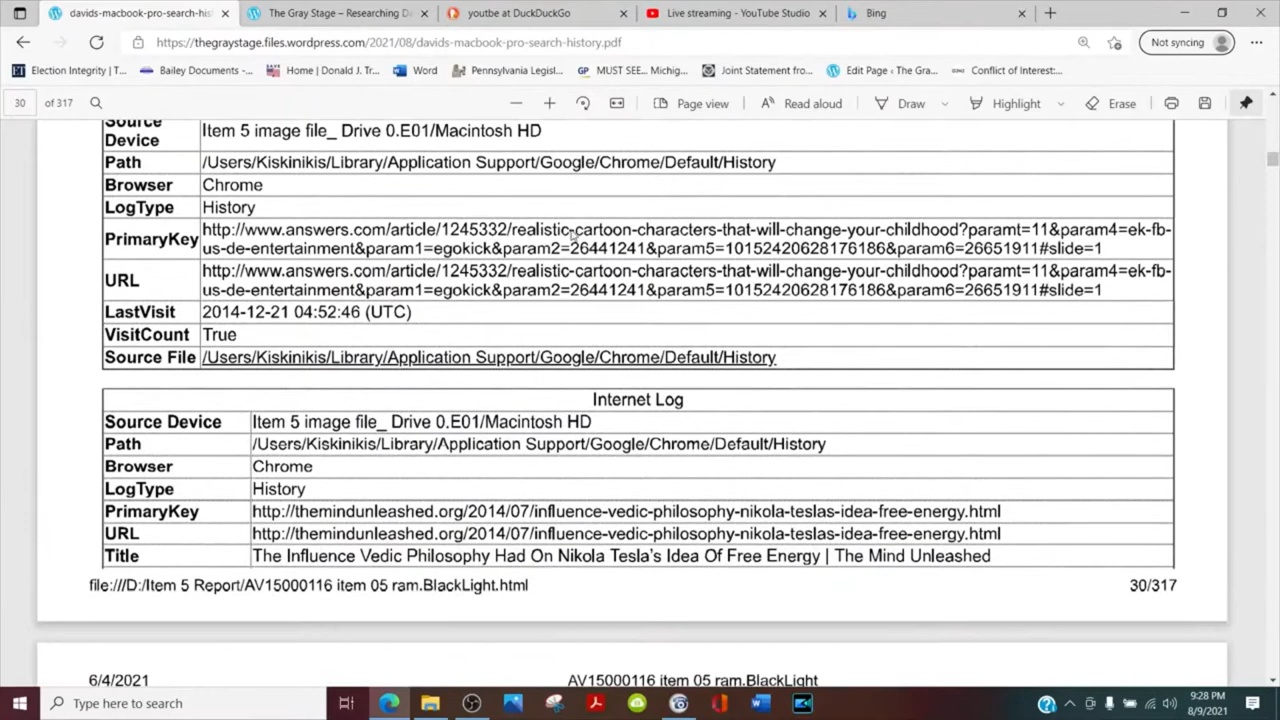 davids-macbook-pro-search-his
The Gray Stage – Researching Da
youtbe at DuckDuckGo
Live streaming - YouTube Studio
Bing
https://thegraystage.files.wordpress.com/2021/08/davids-macbook-pro-search-history.pdf
Not syncing
Election Integrity | T...
Bailey Documents -...
Home | Donald J. Tr...
Word
Pennsylvania Legisl...
MUST SEE... Michig...
Joint Statement fro...
Edit Page ‹ The Gra...
Conflict of Interest:...
30 of 317
Page view
Read aloud
Draw
Highlight
Erase
Source Device Item 5 image file_ Drive 0.E01/Macintosh HD
Path /Users/Kiskinikis/Library/Application Support/Google/Chrome/Default/History
Browser Chrome
LogType History
PrimaryKey http://www.answers.com/article/1245332/realistic-cartoon-characters-that-will-change-your-childhood?paramt=11&param4=ek-fb-
us-de-entertainment&param1=egokick&param2=26441241&param5=10152420628176186&param6=26651911#slide=1
URL http://www.answers.com/article/1245332/realistic-cartoon-characters-that-will-change-your-childhood?paramt=11&param4=ek-fb-
us-de-entertainment&param1=egokick&param2=26441241&param5=10152420628176186&param6=26651911#slide=1
LastVisit 2014-12-21 04:52:46 (UTC)
VisitCount True
Source File /Users/Kiskinikis/Library/Application Support/Google/Chrome/Default/History
Internet Log
Source Device Item 5 image file_ Drive 0.E01/Macintosh HD
Path /Users/Kiskinikis/Library/Application Support/Google/Chrome/Default/History
Browser Chrome
LogType History
PrimaryKey http://themindunleashed.org/2014/07/influence-vedic-philosophy-nikola-teslas-idea-free-energy.html
URL http://themindunleashed.org/2014/07/influence-vedic-philosophy-nikola-teslas-idea-free-energy.html
Title The Influence Vedic Philosophy Had On Nikola Tesla's Idea Of Free Energy | The Mind Unleashed
file:///D:/Item 5 Report/AV15000116 item 05 ram.BlackLight.html 30/317
6/4/2021 AV15000116 item 05 ram.BlackLight
Type here to search
9:28 PM
8/9/2021